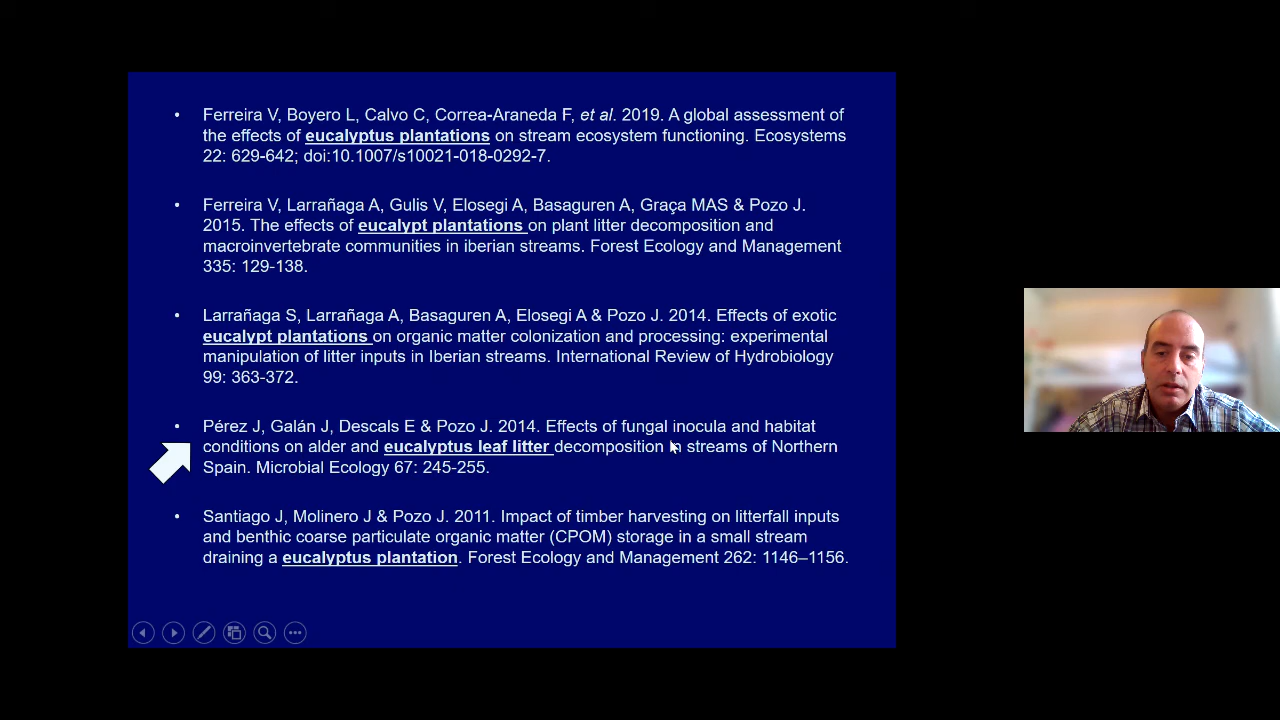 • Ferreira V, Boyero L, Calvo C, Correa-Araneda F, et al. 2019. A global assessment of
the effects of eucalyptus plantations on stream ecosystem functioning. Ecosystems
22: 629-642; doi:10.1007/s10021-018-0292-7.
• Ferreira V, Larrañaga A, Gulis V, Elosegi A, Basaguren A, Graça MAS & Pozo J.
2015. The effects of eucalypt plantations on plant litter decomposition and
macroinvertebrate communities in iberian streams. Forest Ecology and Management
335: 129-138.
• Larrañaga S, Larrañaga A, Basaguren A, Elosegi A & Pozo J. 2014. Effects of exotic
eucalypt plantations on organic matter colonization and processing: experimental
manipulation of litter inputs in Iberian streams. International Review of Hydrobiology
99: 363-372.
• Pérez J, Galán J, Descals E & Pozo J. 2014. Effects of fungal inocula and habitat
conditions on alder and eucalyptus leaf litter decomposition in streams of Northern
Spain. Microbial Ecology 67: 245-255.
• Santiago J, Molinero J & Pozo J. 2011. Impact of timber harvesting on litterfall inputs
and benthic coarse particulate organic matter (CPOM) storage in a small stream
draining a eucalyptus plantation. Forest Ecology and Management 262: 1146–1156.